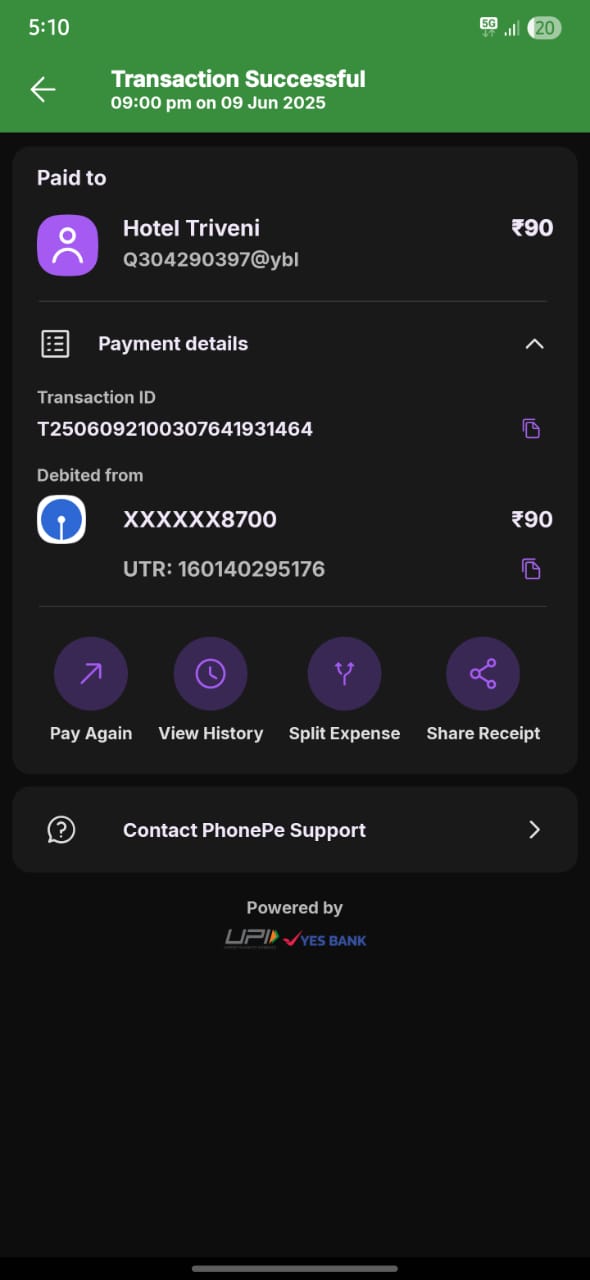 5:10
5G
20
Transaction Successful
09:00 pm on 09 Jun 2025
Paid to
Hotel Triveni
₹90
Q304290397@ybl
Payment details
Transaction ID
T2506092100307641931464
Debited from
XXXXXX8700
₹90
UTR: 160140295176
Pay Again
View History
Split Expense
Share Receipt
Contact PhonePe Support
Powered by
UPI YES BANK